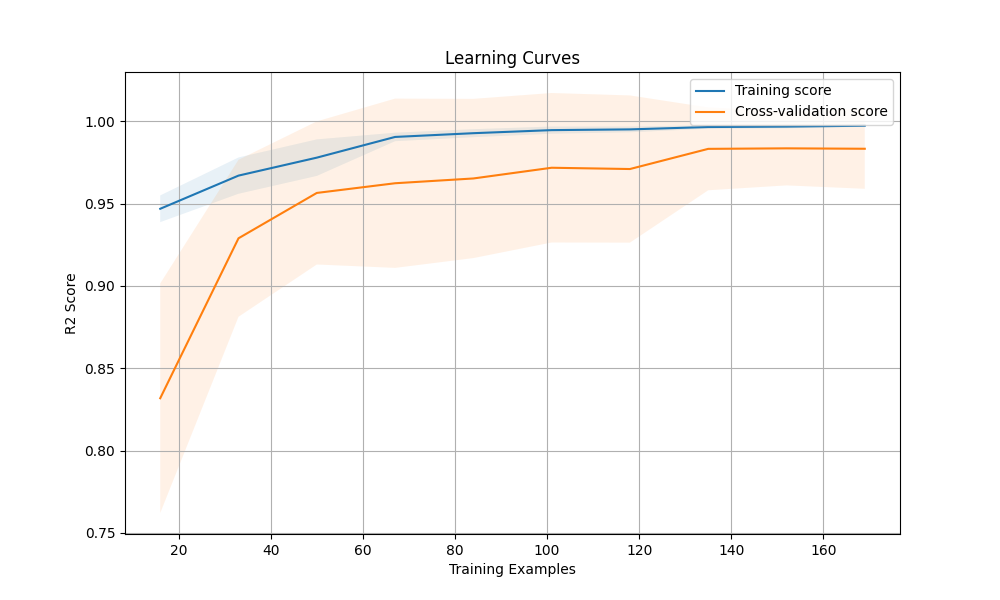 Learning Curves
Training score
Cross-validation score
1.00
0.95
0.90
0.85
0.80
0.75
R2 Score
20 40 60 80 100 120 140 160
Training Examples